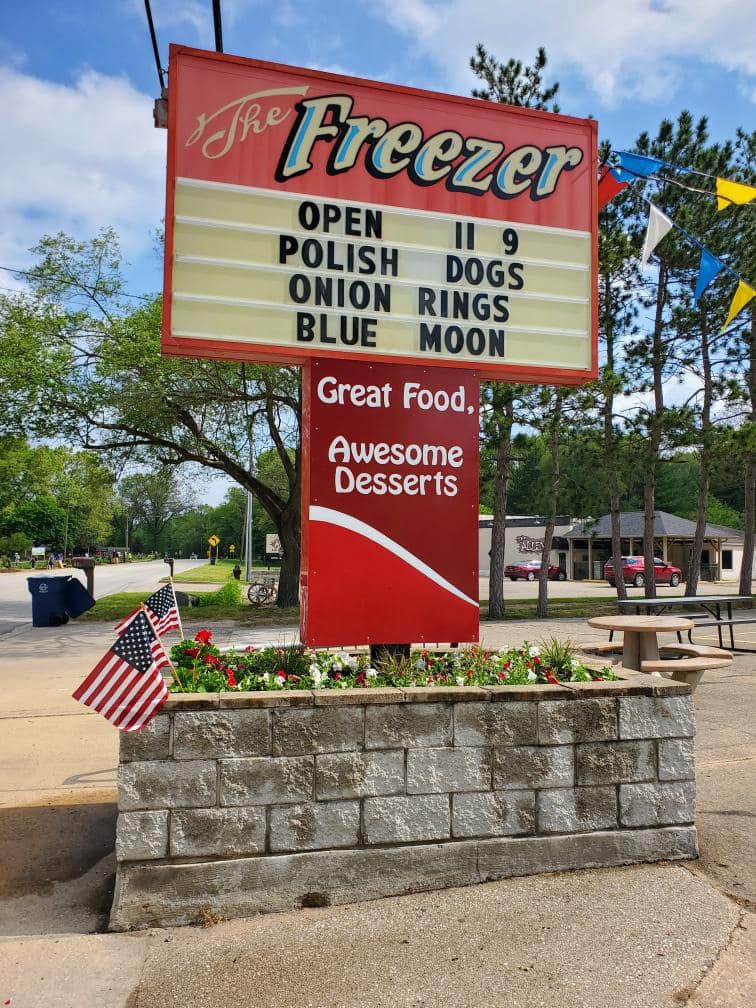 The Freezer
OPEN 11 9
POLISH DOGS
ONION RINGS
BLUE MOON
Great Food,
Awesome
Desserts